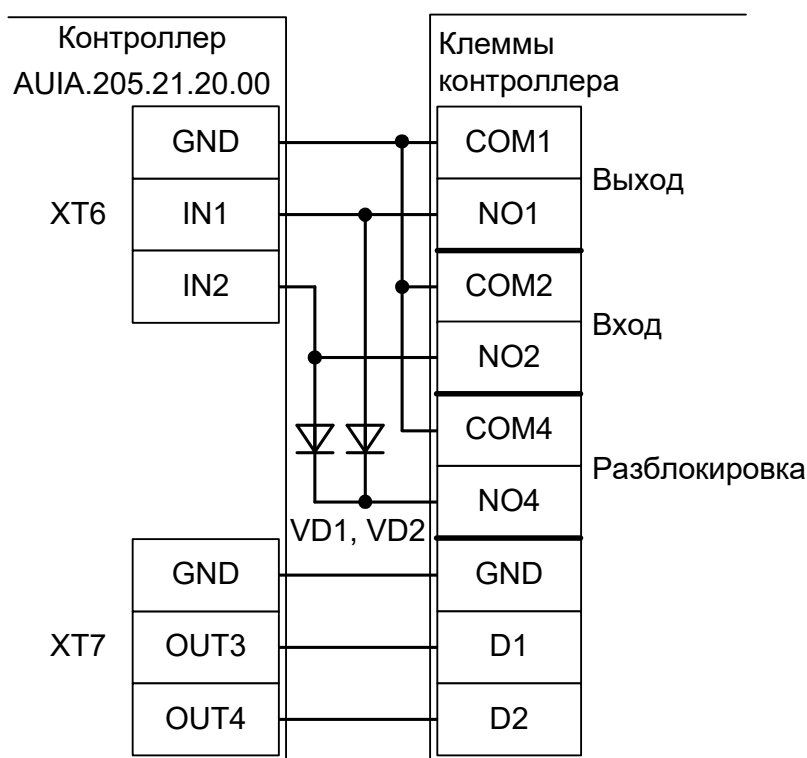 Контроллер
AUIA.205.21.20.00
Клеммы
контроллера
GND
COM1
Выход
XT6
IN1
NO1
IN2
COM2
Вход
NO2
COM4
Разблокировка
NO4
VD1, VD2
GND
GND
XT7
OUT3
D1
OUT4
D2